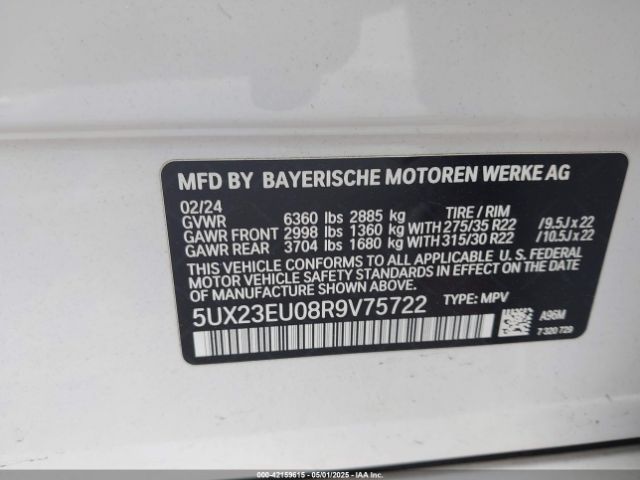 MFD BY BAYERISCHE MOTOREN WERKE AG
02/24
GVWR 6360 lbs 2885 kg TIRE / RIM
GAWR FRONT 2998 lbs 1360 kg WITH 275/35 R22 /9.5J x 22
GAWR REAR 3704 lbs 1680 kg WITH 315/30 R22 /10.5J x 22
THIS VEHICLE CONFORMS TO ALL APPLICABLE U. S. FEDERAL
MOTOR VEHICLE SAFETY STANDARDS IN EFFECT ON THE DATE
OF MANUFACTURE SHOWN ABOVE.
5UX23EU08R9V75722 TYPE: MPV
A96M
7 320 729
000-42159615 - 05/01/2025 - IAA Inc.